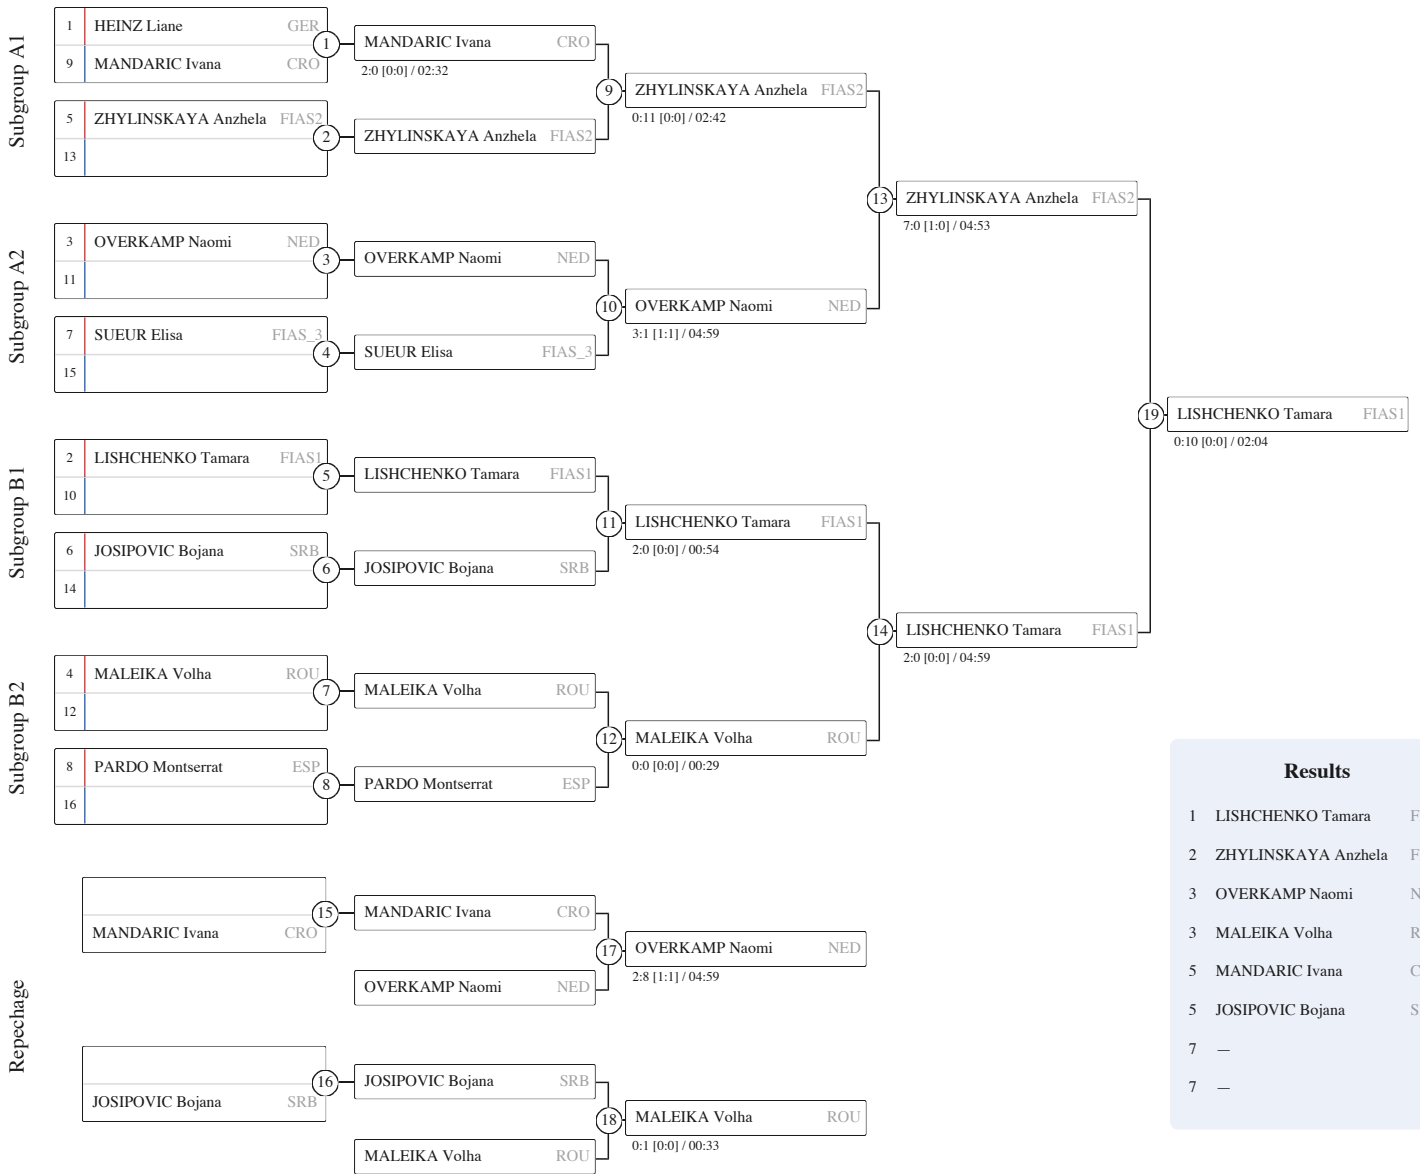 Subgroup A1
1 HEINZ Liane GER
9 MANDARIC Ivana CRO
1
MANDARIC Ivana CRO
2:0 [0:0] / 02:32
5 ZHYLINSKAYA Anzhela FIAS2
13
2
ZHYLINSKAYA Anzhela FIAS2
9
ZHYLINSKAYA Anzhela FIAS2
0:11 [0:0] / 02:42
Subgroup A2
3 OVERKAMP Naomi NED
11
3
OVERKAMP Naomi NED
7 SUEUR Elisa FIAS_3
15
4
SUEUR Elisa FIAS_3
10
OVERKAMP Naomi NED
3:1 [1:1] / 04:59
13
ZHYLINSKAYA Anzhela FIAS2
7:0 [1:0] / 04:53
Subgroup B1
2 LISHCHENKO Tamara FIAS1
10
5
LISHCHENKO Tamara FIAS1
6 JOSIPOVIC Bojana SRB
14
6
JOSIPOVIC Bojana SRB
11
LISHCHENKO Tamara FIAS1
2:0 [0:0] / 00:54
Subgroup B2
4 MALEIKA Volha ROU
12
7
MALEIKA Volha ROU
8 PARDO Montserrat ESP
16
8
PARDO Montserrat ESP
12
MALEIKA Volha ROU
0:0 [0:0] / 00:29
14
LISHCHENKO Tamara FIAS1
2:0 [0:0] / 04:59
19
LISHCHENKO Tamara FIAS1
0:10 [0:0] / 02:04
Repechage
MANDARIC Ivana CRO
15
MANDARIC Ivana CRO
OVERKAMP Naomi NED
17
OVERKAMP Naomi NED
2:8 [1:1] / 04:59
JOSIPOVIC Bojana SRB
16
JOSIPOVIC Bojana SRB
MALEIKA Volha ROU
18
MALEIKA Volha ROU
0:1 [0:0] / 00:33
Results
1 LISHCHENKO Tamara
2 ZHYLINSKAYA Anzhela
3 OVERKAMP Naomi
3 MALEIKA Volha
5 MANDARIC Ivana
5 JOSIPOVIC Bojana
7 —
7 —